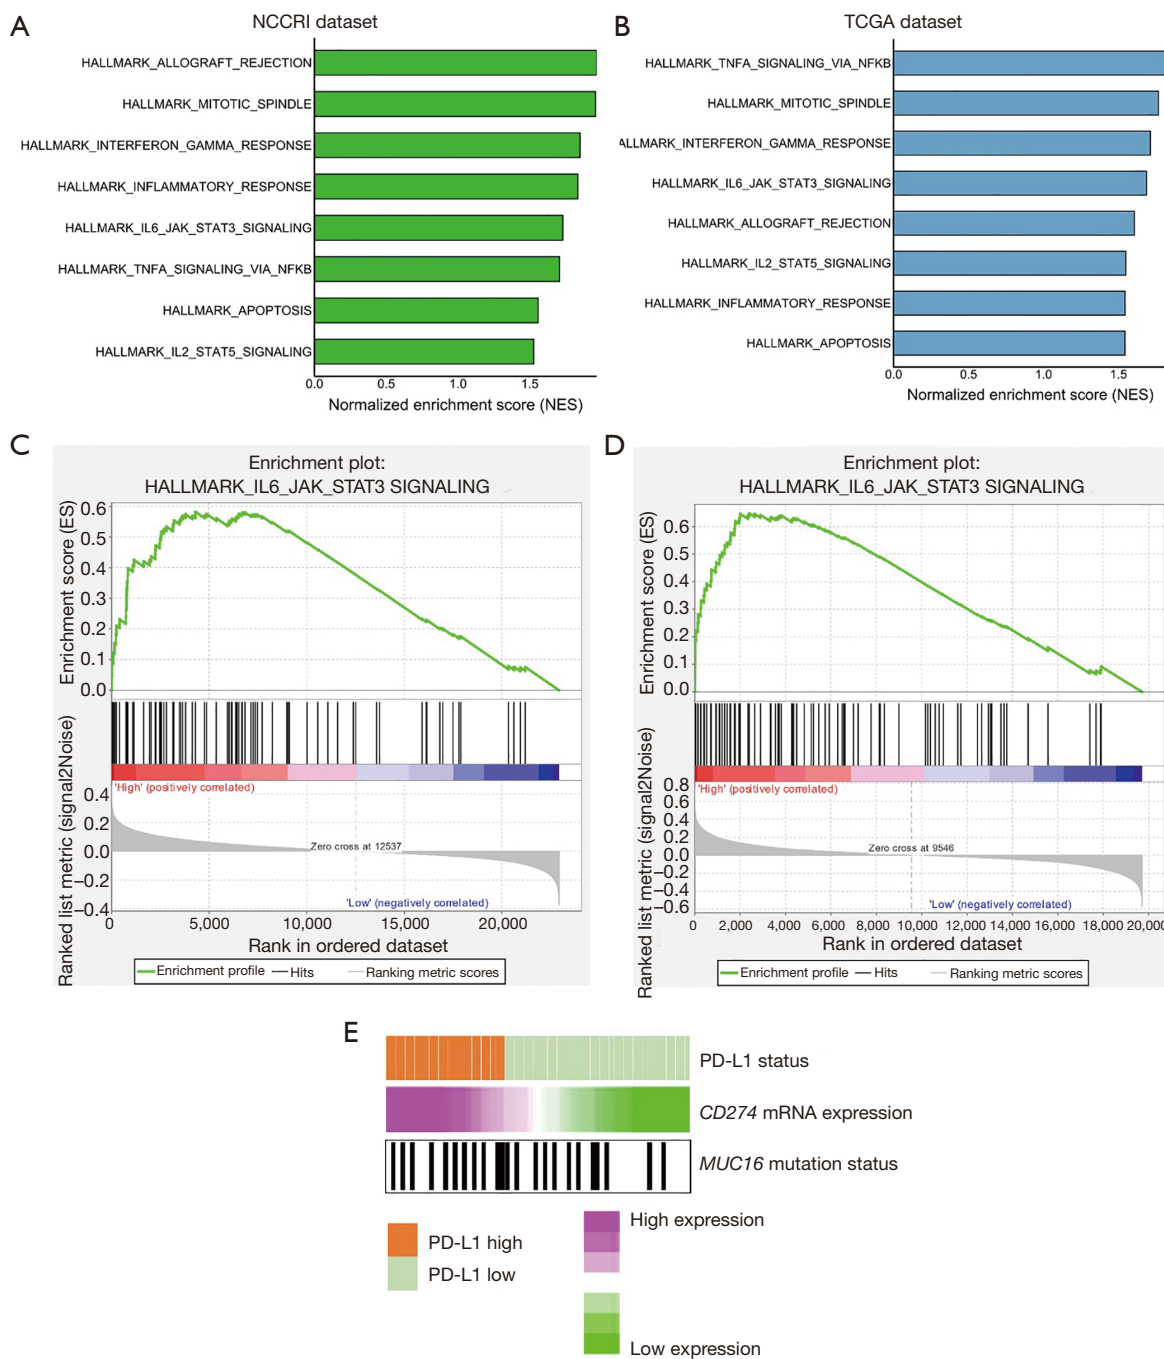 A
NCCRI dataset
HALLMARK_ALLOGRAFT_REJECTION
HALLMARK_MITOTIC_SPINDLE
HALLMARK_INTERFERON_GAMMA_RESPONSE
HALLMARK_INFLAMMATORY_RESPONSE
HALLMARK_IL6_JAK_STAT3_SIGNALING
HALLMARK_TNFA_SIGNALING_VIA_NFKB
HALLMARK_APOPTOSIS
HALLMARK_IL2_STAT5_SIGNALING
0.0 0.5 1.0 1.5
Normalized enrichment score (NES)
B
TCGA dataset
HALLMARK_TNFA_SIGNALING_VIA_NFKB
HALLMARK_MITOTIC_SPINDLE
ALLMARK_INTERFERON_GAMMA_RESPONSE
HALLMARK_IL6_JAK_STAT3_SIGNALING
HALLMARK_ALLOGRAFT_REJECTION
HALLMARK_IL2_STAT5_SIGNALING
HALLMARK_INFLAMMATORY_RESPONSE
HALLMARK_APOPTOSIS
0.0 0.5 1.0 1.5
Normalized enrichment score (NES)
C
Enrichment plot:
HALLMARK_IL6_JAK_STAT3 SIGNALING
Enrichment score (ES)
0.6
0.5
0.4
0.3
0.2
0.1
0.0
'High' (positively correlated)
Ranked list metric (signal2Noise)
0.4
0.2
0.0
−0.2
−0.4
Zero cross at 12537
'Low' (negatively correlated)
0 5,000 10,000 15,000 20,000
Rank in ordered dataset
Enrichment profile Hits Ranking metric scores
D
Enrichment plot:
HALLMARK_IL6_JAK_STAT3 SIGNALING
Enrichment score (ES)
0.6
0.5
0.4
0.3
0.2
0.1
0.0
'High' (positively correlated)
Ranked list metric (signal2Noise)
0.8
0.6
0.4
0.2
0.0
−0.2
−0.4
−0.6
Zero cross at 9546
'Low' (negatively correlated)
0 2,000 4,000 6,000 8,000 10,000 12,000 14,000 16,000 18,000 20,000
Rank in ordered dataset
Enrichment profile Hits Ranking metric scores
E
PD-L1 status
CD274 mRNA expression
MUC16 mutation status
PD-L1 high
PD-L1 low
High expression
Low expression